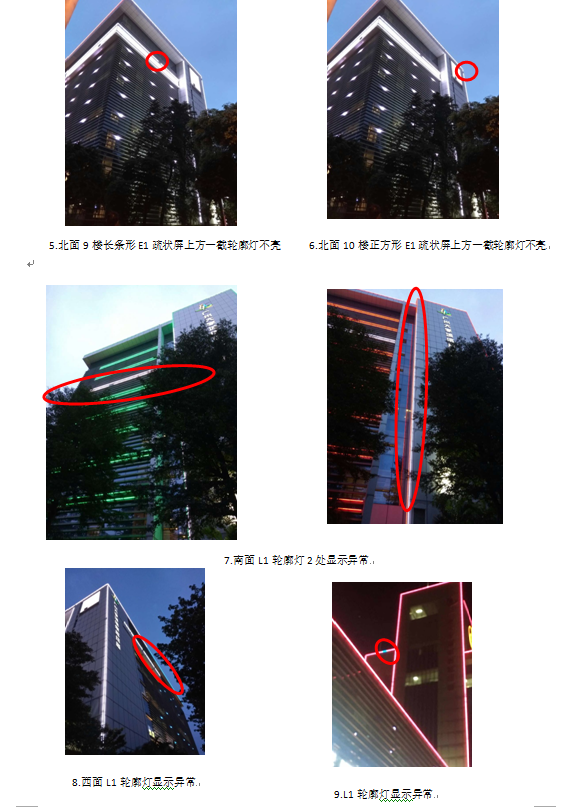 5.北面 9 楼长条形 E1 疏状屏上方一截轮廓灯不亮
6.北面 10 楼正方形 E1 疏状屏上方一截轮廓灯不亮.
7.南面 L1 轮廓灯 2 处显示异常.
8.西面 L1 轮廓灯显示异常.
9.L1 轮廓灯显示异常.